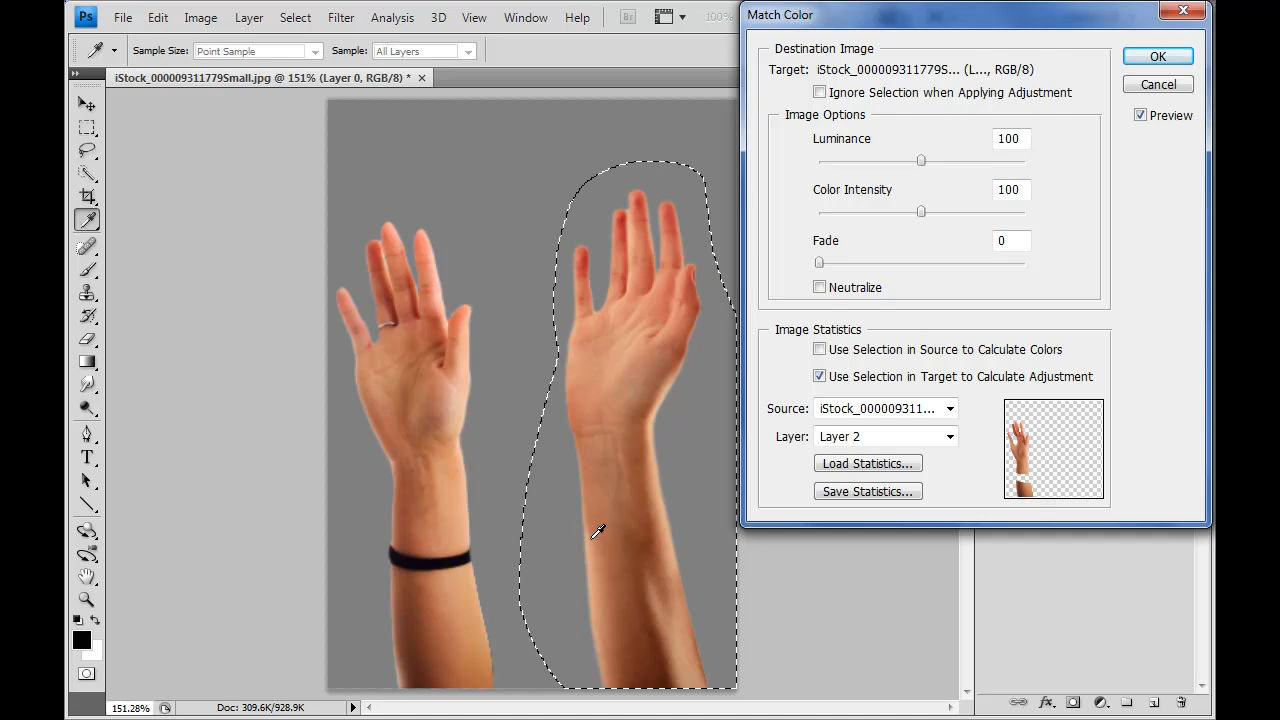 Ps File Edit Image Layer Select Filter Analysis 3D View Window Help Br 100%
Sample Size: Point Sample Sample: All Layers
iStock_000009311779Small.jpg @ 151% (Layer 0, RGB/8) *
T
151.28% Doc: 309.6K/928.9K
fx
Match Color
Destination Image
Target: iStock_000009311779S... (L..., RGB/8)
Ignore Selection when Applying Adjustment
Image Options
Luminance 100
Color Intensity 100
Fade 0
Neutralize
Image Statistics
Use Selection in Source to Calculate Colors
Use Selection in Target to Calculate Adjustment
Source: iStock_000009311...
Layer: Layer 2
Load Statistics...
Save Statistics...
OK
Cancel
Preview